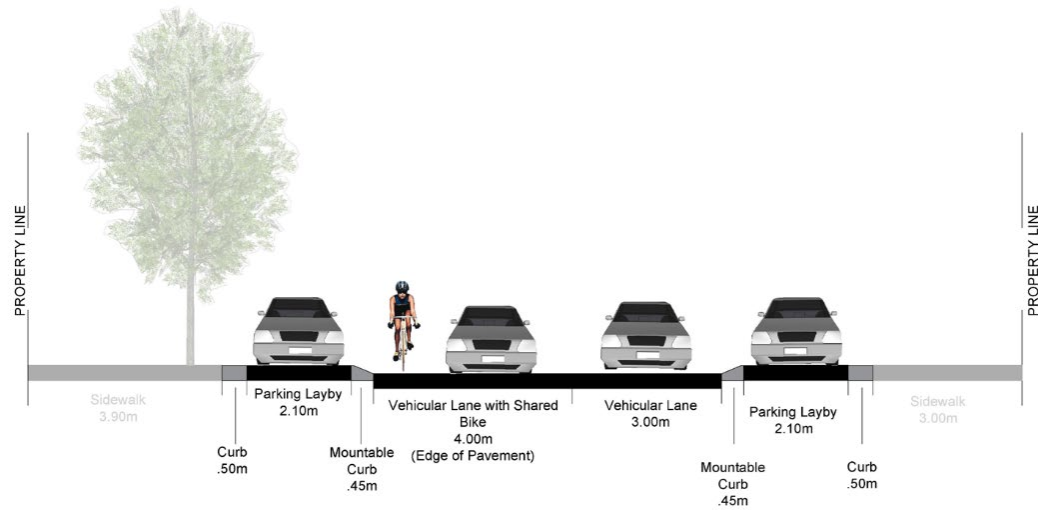 PROPERTY LINE
Sidewalk
3.90m
Curb
.50m
Parking Layby
2.10m
Mountable
Curb
.45m
Vehicular Lane with Shared
Bike
4.00m
(Edge of Pavement)
Vehicular Lane
3.00m
Mountable
Curb
.45m
Parking Layby
2.10m
Curb
.50m
Sidewalk
3.00m
PROPERTY LINE